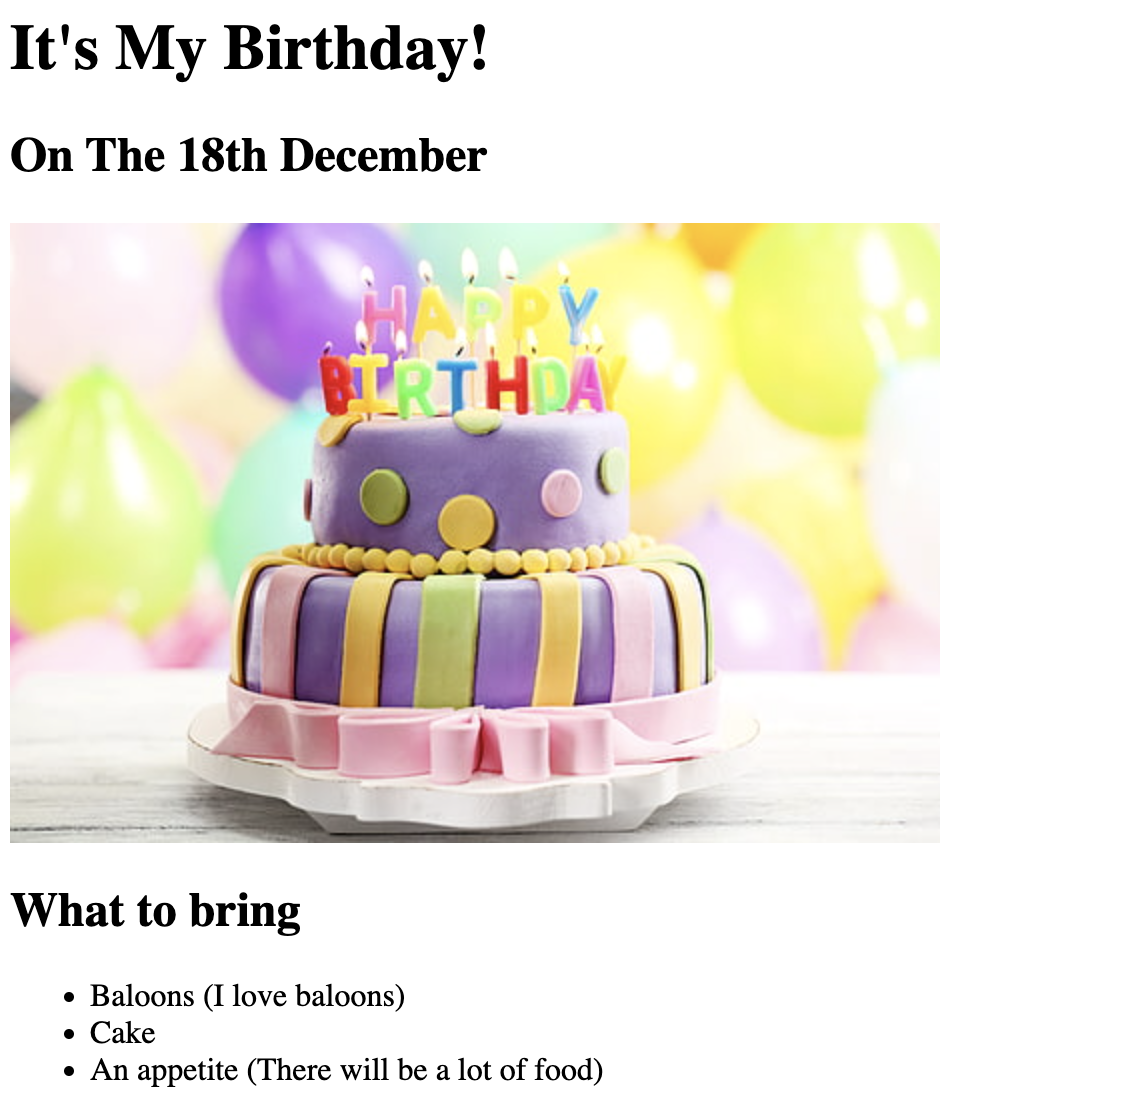 It's My Birthday!
On The 18th December
HAPPY
BIRTHDAY
What to bring
Baloons (I love baloons)
Cake
An appetite (There will be a lot of food)